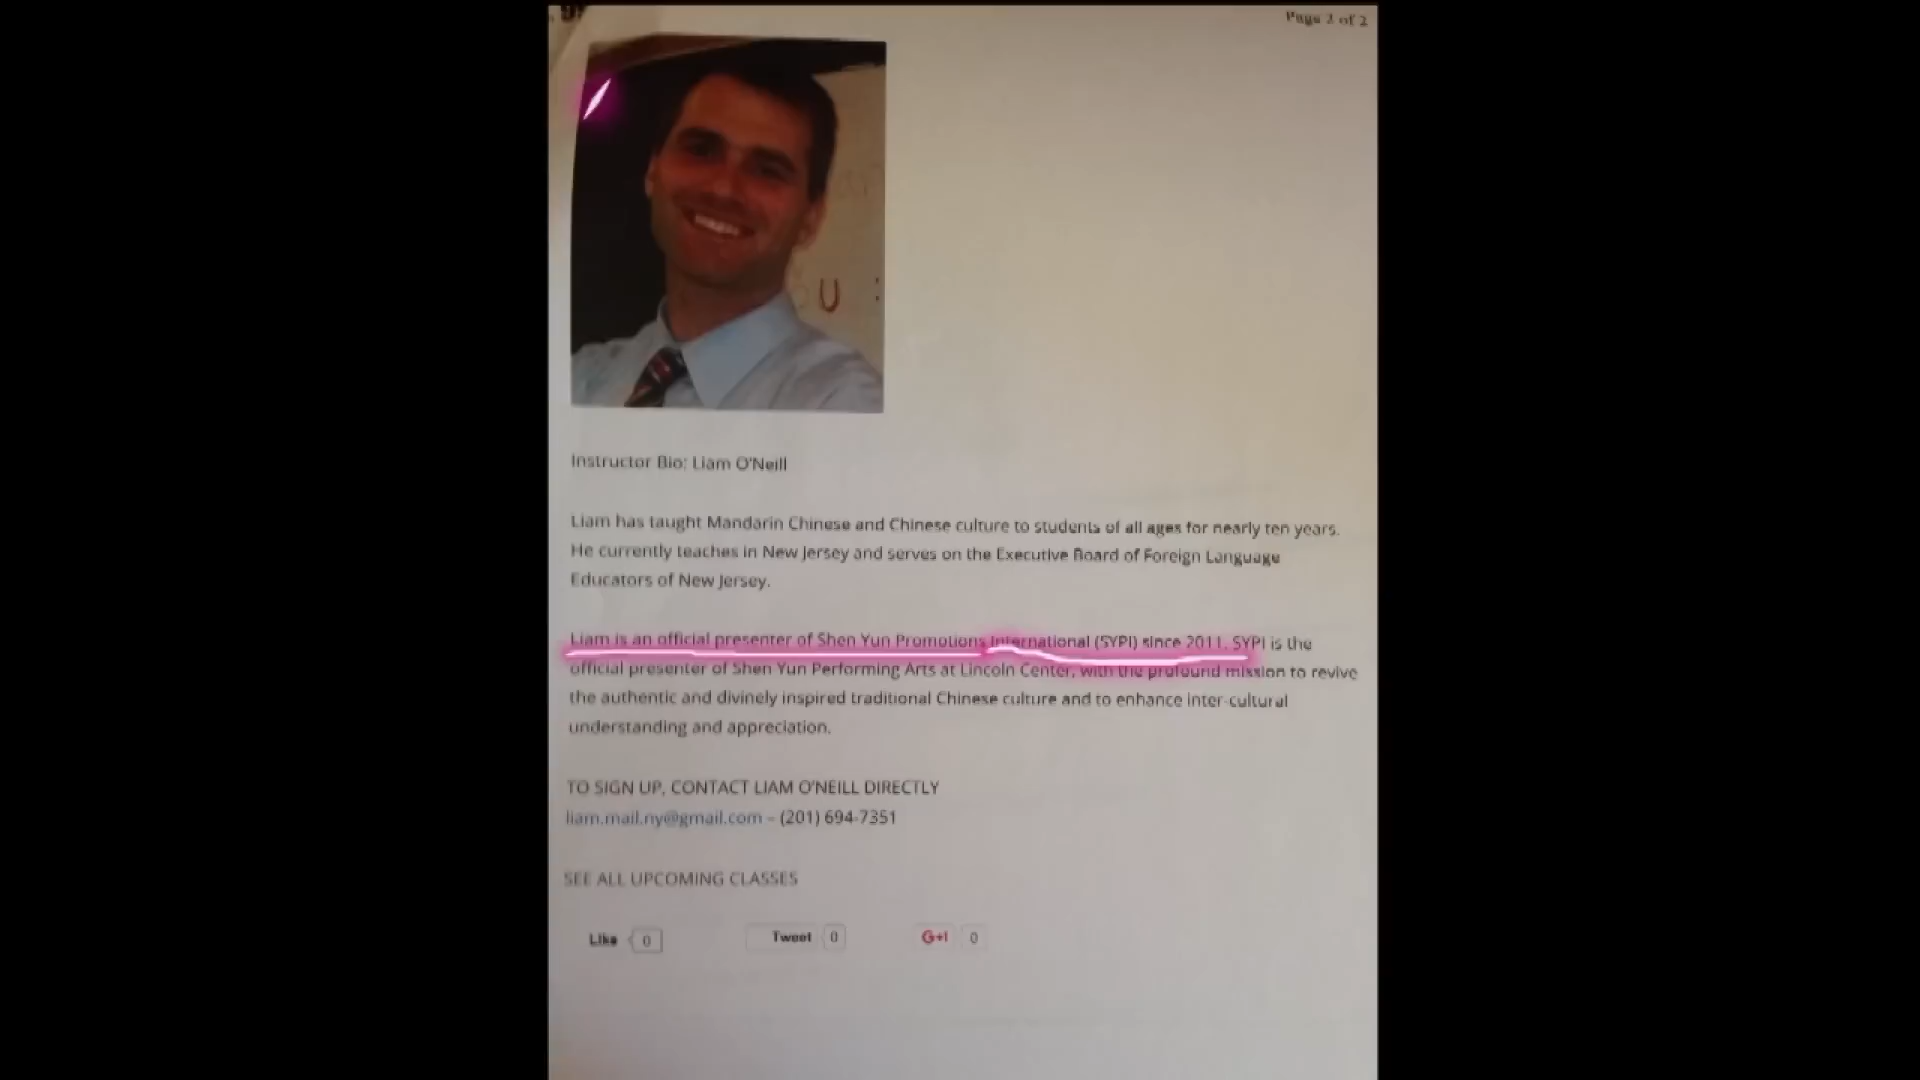 Page 2 of 2
U :
Instructor Bio: Liam O'Neill
Liam has taught Mandarin Chinese and Chinese culture to students of all ages for nearly ten years.
He currently teaches in New Jersey and serves on the Executive Board of Foreign Language
Educators of New Jersey.
Liam is an official presenter of Shen Yun Promotions International (SYPI) since 2011. SYPI is the
official presenter of Shen Yun Performing Arts at Lincoln Center, with the profound mission to revive
the authentic and divinely inspired traditional Chinese culture and to enhance inter-cultural
understanding and appreciation.
TO SIGN UP, CONTACT LIAM O'NEILL DIRECTLY
liam.mail.ny@gmail.com – (201) 694-7351
SEE ALL UPCOMING CLASSES
Like 0 Tweet 0 G+1 0